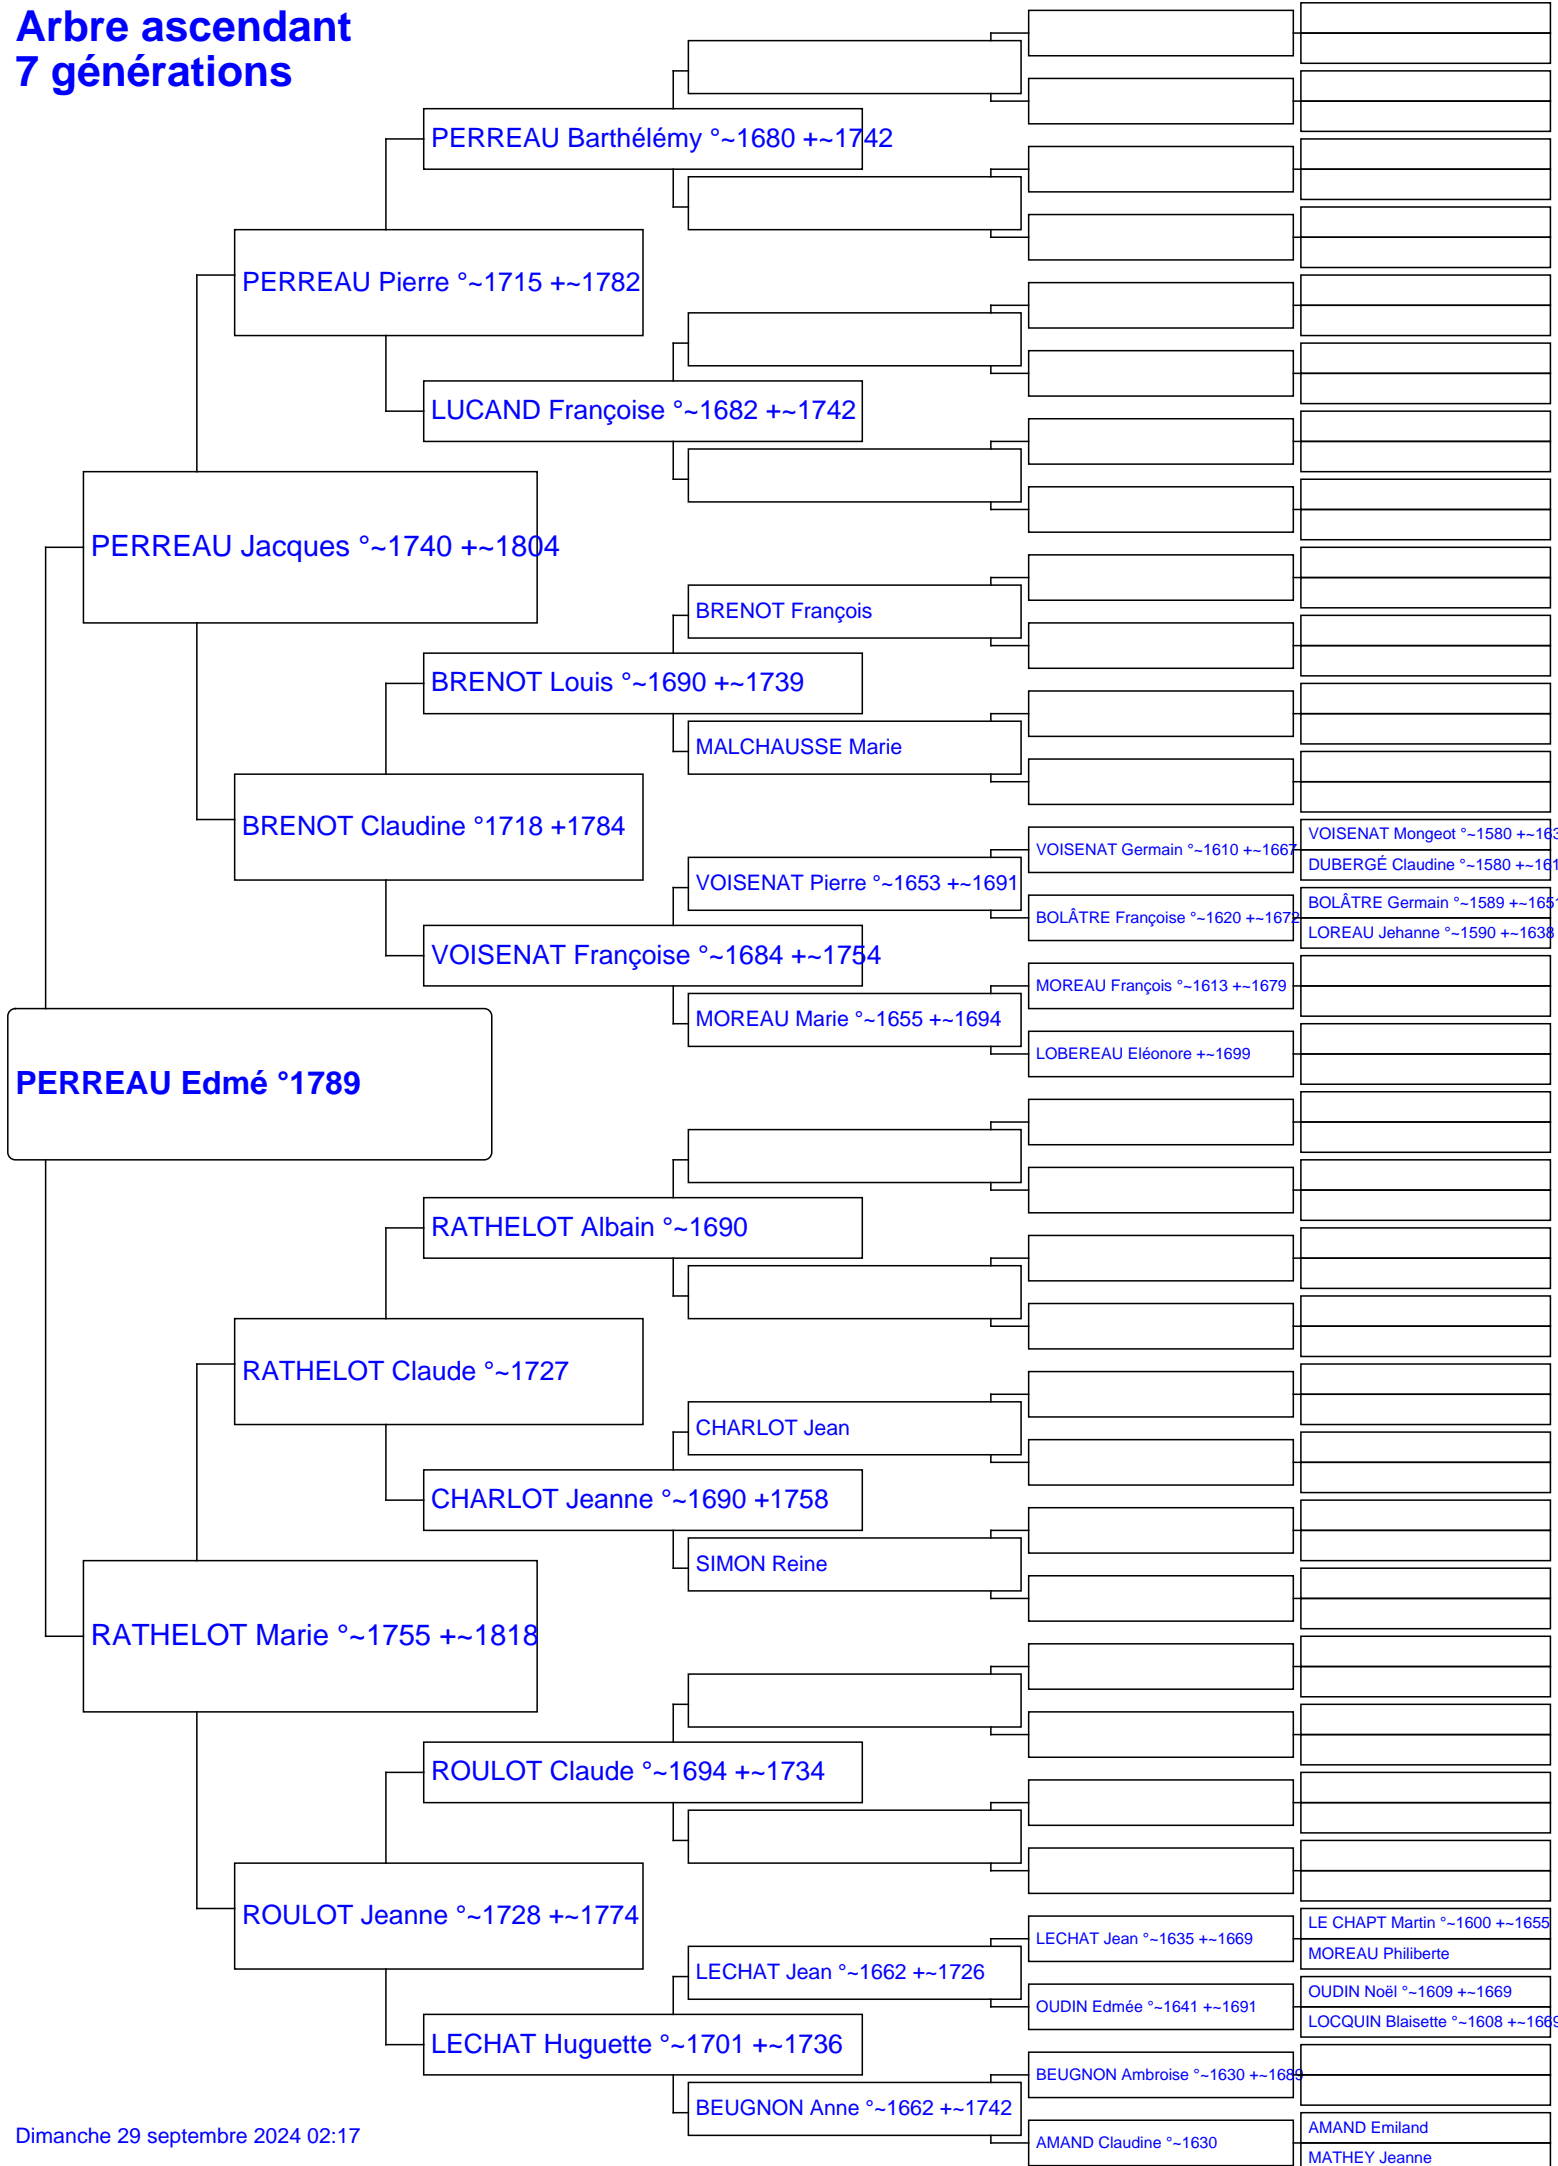 Arbre ascendant
7 générations
PERREAU Barthélémy °~1680 +~1742
PERREAU Pierre °~1715 +~1782
LUCAND Françoise °~1682 +~1742
PERREAU Jacques °~1740 +~1804
BRENOT François
BRENOT Louis °~1690 +~1739
MALCHAUSSE Marie
BRENOT Claudine °1718 +1784
VOISENAT Mongeot °~1580 +~163
VOISENAT Germain °~1610 +~1667
DUBERGÉ Claudine °~1580 +~161
VOISENAT Pierre °~1653 +~1691
BOLÂTRE Germain °~1589 +~1651
BOLÂTRE Françoise °~1620 +~1672
LOREAU Jehanne °~1590 +~1638
VOISENAT Françoise °~1684 +~1754
MOREAU François °~1613 +~1679
MOREAU Marie °~1655 +~1694
LOBEREAU Eléonore +~1699
PERREAU Edmé °1789
RATHELOT Albain °~1690
RATHELOT Claude °~1727
CHARLOT Jean
CHARLOT Jeanne °~1690 +1758
SIMON Reine
RATHELOT Marie °~1755 +~1818
ROULOT Claude °~1694 +~1734
ROULOT Jeanne °~1728 +~1774
LE CHAPT Martin °~1600 +~1655
LECHAT Jean °~1635 +~1669
MOREAU Philiberte
LECHAT Jean °~1662 +~1726
OUDIN Noël °~1609 +~1669
OUDIN Edmée °~1641 +~1691
LOCQUIN Blaisette °~1608 +~1669
LECHAT Huguette °~1701 +~1736
BEUGNON Ambroise °~1630 +~1689
BEUGNON Anne °~1662 +~1742
AMAND Emiland
AMAND Claudine °~1630
MATHEY Jeanne
Dimanche 29 septembre 2024 02:17